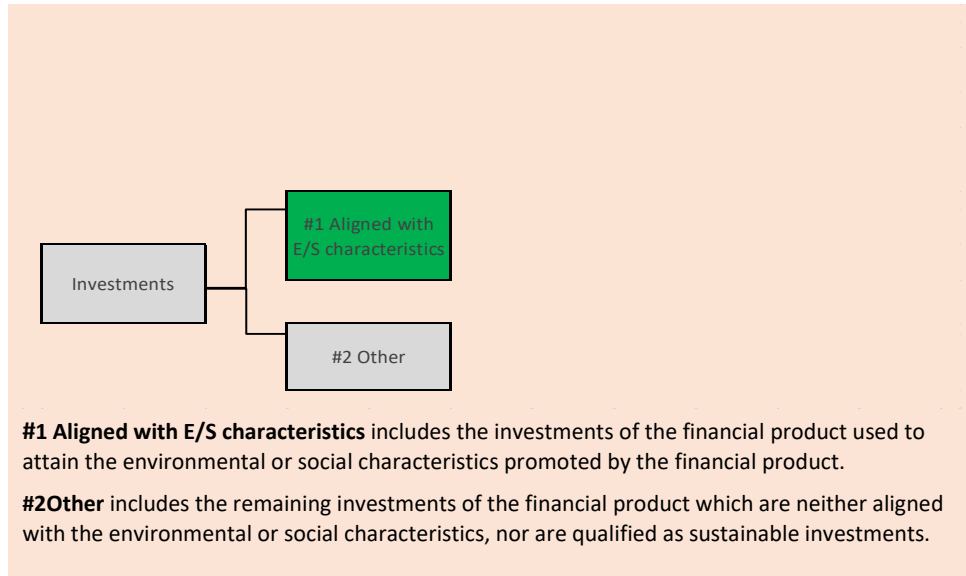 #1 Aligned with
E/S characteristics
Investments
#2 Other
#1 Aligned with E/S characteristics includes the investments of the financial product used to
attain the environmental or social characteristics promoted by the financial product.
#2Other includes the remaining investments of the financial product which are neither aligned
with the environmental or social characteristics, nor are qualified as sustainable investments.